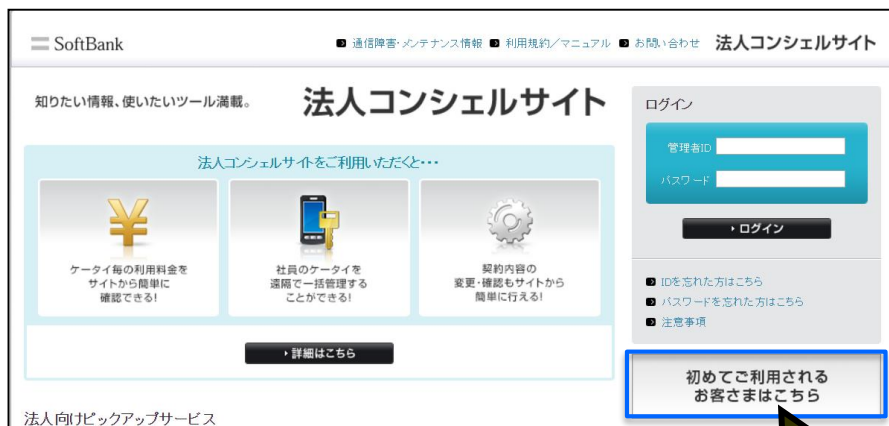 SoftBank
通信障害・メンテナンス情報 利用規約／マニュアル お問い合わせ 法人コンシェルサイト
知りたい情報、使いたいツール満載。 法人コンシェルサイト
法人コンシェルサイトをご利用いただくと・・・
ケータイ毎の利用料金を
サイトから簡単に
確認できる!
社員のケータイを
遠隔で一括管理する
ことができる!
契約内容の
変更・確認もサイトから
簡単に行える!
詳細はこちら
法人向けピックアップサービス
ログイン
管理者ID
パスワード
ログイン
IDを忘れた方はこちら
パスワードを忘れた方はこちら
注意事項
初めてご利用される
お客さまはこちら